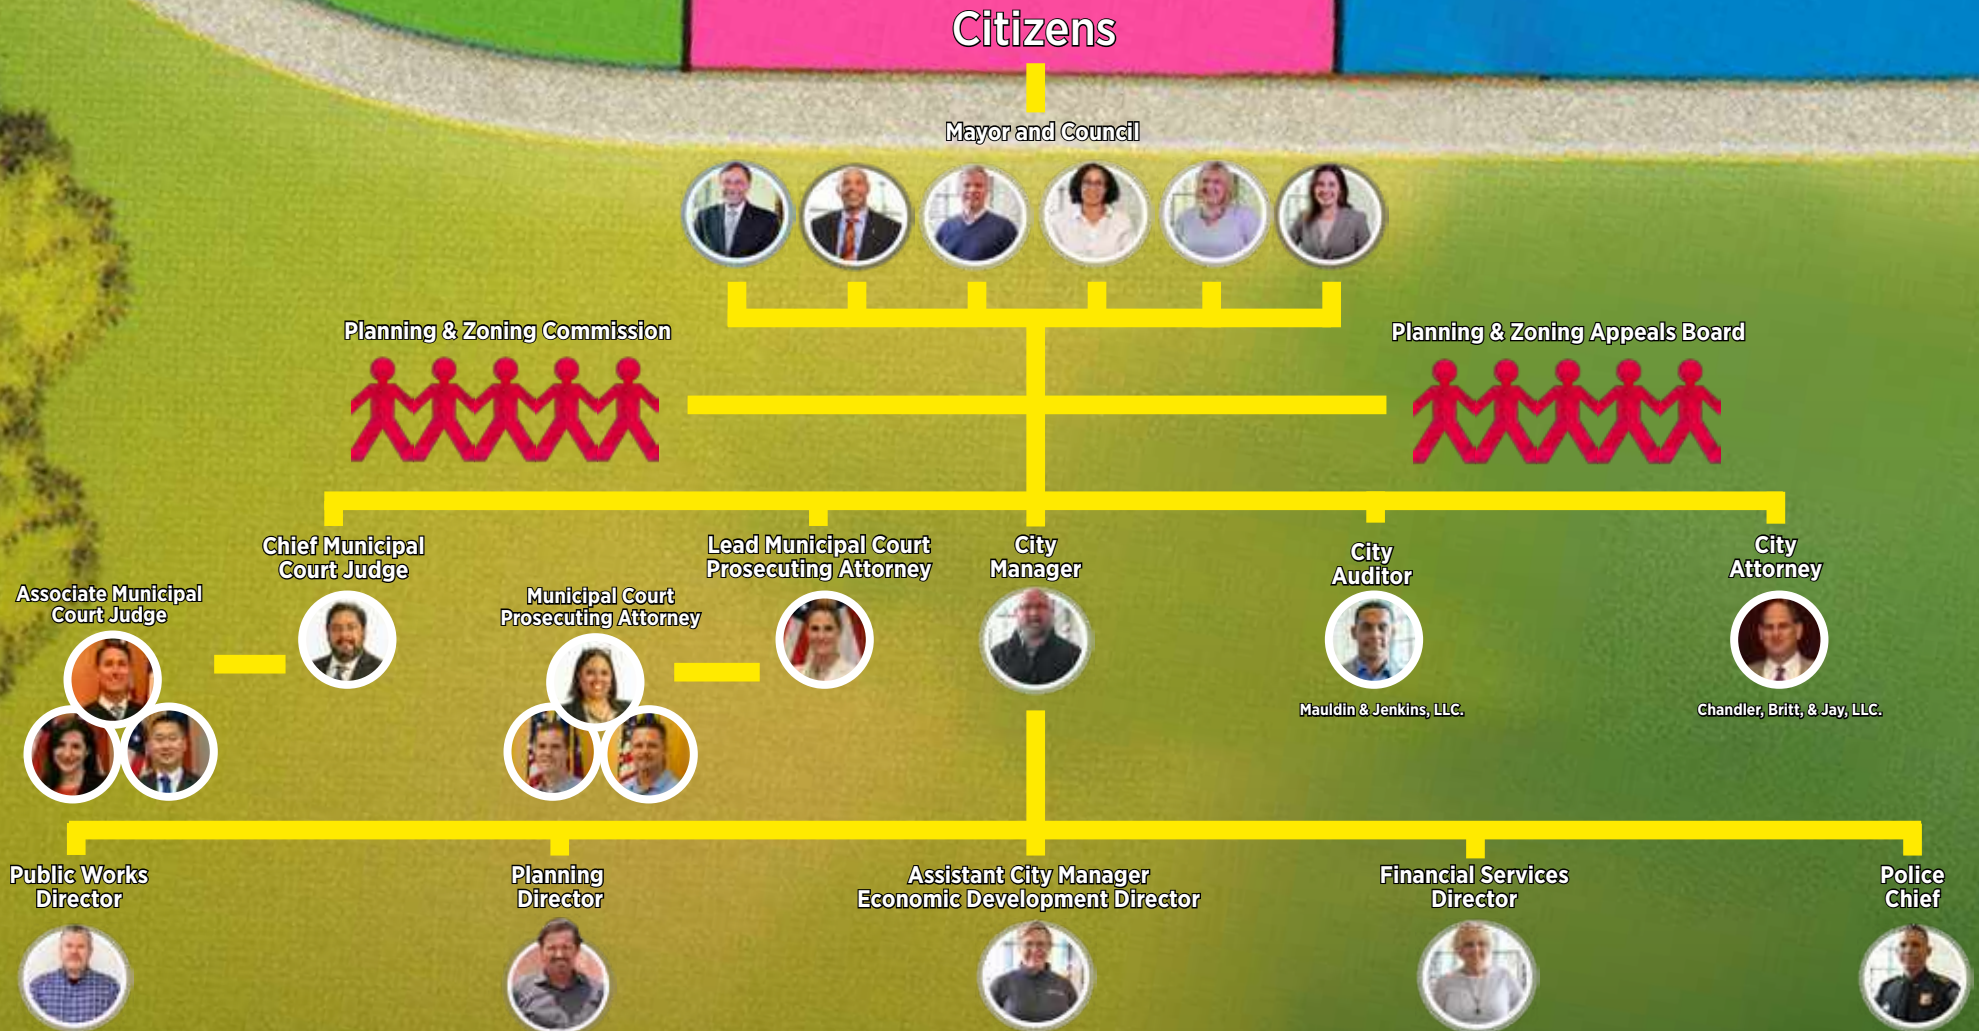 Citizens
Mayor and Council
Planning & Zoning Commission
Planning & Zoning Appeals Board
Chief Municipal
Court Judge
Lead Municipal Court
Prosecuting Attorney
City
Manager
City
Auditor
City
Attorney
Associate Municipal
Court Judge
Municipal Court
Prosecuting Attorney
Mauldin & Jenkins, LLC.
Chandler, Britt, & Jay, LLC.
Public Works
Director
Planning
Director
Assistant City Manager
Economic Development Director
Financial Services
Director
Police
Chief